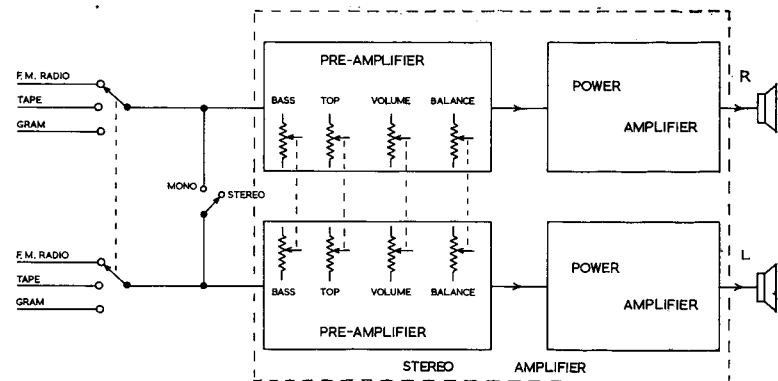 F.M. RADIO
TAPE
GRAM
PRE-AMPLIFIER
BASS TOP VOLUME BALANCE
POWER
AMPLIFIER
R
MONO
STEREO
F.M. RADIO
TAPE
GRAM
BASS TOP VOLUME BALANCE
PRE-AMPLIFIER
POWER
AMPLIFIER
L
STEREO AMPLIFIER